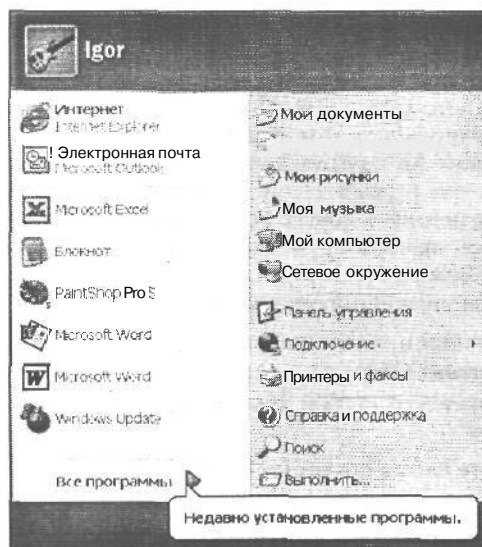 Igor
Интернет
Internet Explorer
! Электронная почта
Microsoft Outlook
Microsoft Excel
Блокнот
PaintShop Pro
Microsoft Word
Microsoft Word
Windows Update
Все программы
Мои документы
Мои рисунки
Моя музыка
Мой компьютер
Сетевое окружение
Панель управления
Подключение
Принтеры и факсы
Справка и поддержка
Поиск
Выполнить...
Недавно установленные программы.